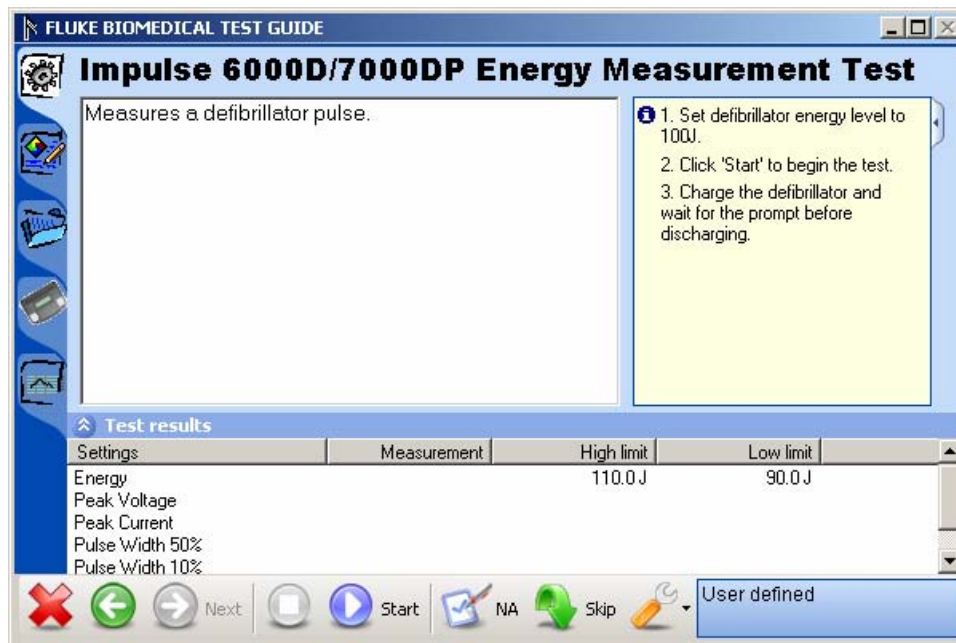 FLUKE BIOMEDICAL TEST GUIDE
Impulse 6000D/7000DP Energy Measurement Test
Measures a defibrillator pulse.
1. Set defibrillator energy level to
100J.
2. Click 'Start' to begin the test.
3. Charge the defibrillator and
wait for the prompt before
discharging.
Test results
Settings Measurement High limit Low limit
Energy 110.0 J 90.0 J
Peak Voltage
Peak Current
Pulse Width 50%
Pulse Width 10%
Next Start NA Skip User defined